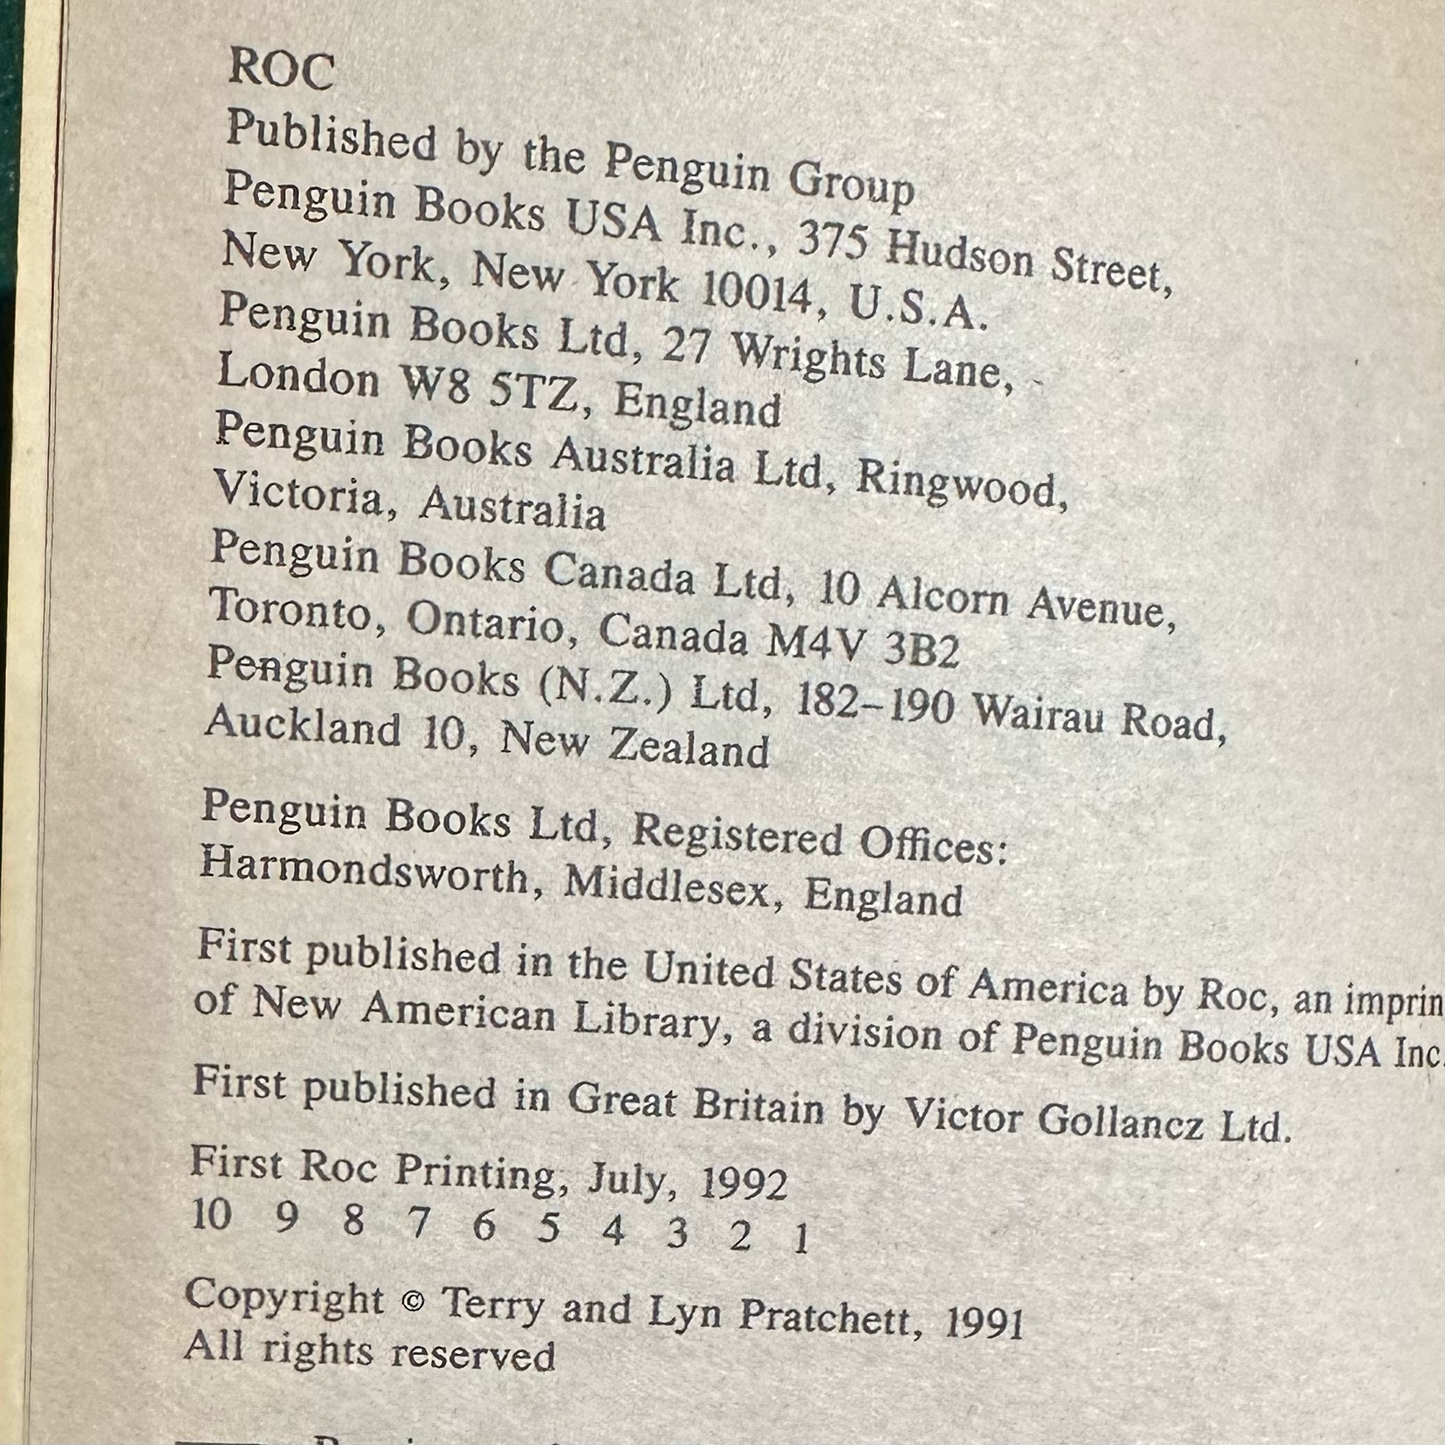 ROC
Published by the Penguin Group
Penguin Books USA Inc., 375 Hudson Street,
New York, New York 10014, U.S.A.
Penguin Books Ltd, 27 Wrights Lane,
London W8 5TZ, England
Penguin Books Australia Ltd, Ringwood,
Victoria, Australia
Penguin Books Canada Ltd, 10 Alcorn Avenue,
Toronto, Ontario, Canada M4V 3B2
Penguin Books (N.Z.) Ltd, 182–190 Wairau Road,
Auckland 10, New Zealand
Penguin Books Ltd, Registered Offices:
Harmondsworth, Middlesex, England
First published in the United States of America by Roc, an imprin
of New American Library, a division of Penguin Books USA Inc.
First published in Great Britain by Victor Gollancz Ltd.
First Roc Printing, July, 1992
10 9 8 7 6 5 4 3 2 1
Copyright © Terry and Lyn Pratchett, 1991
All rights reserved